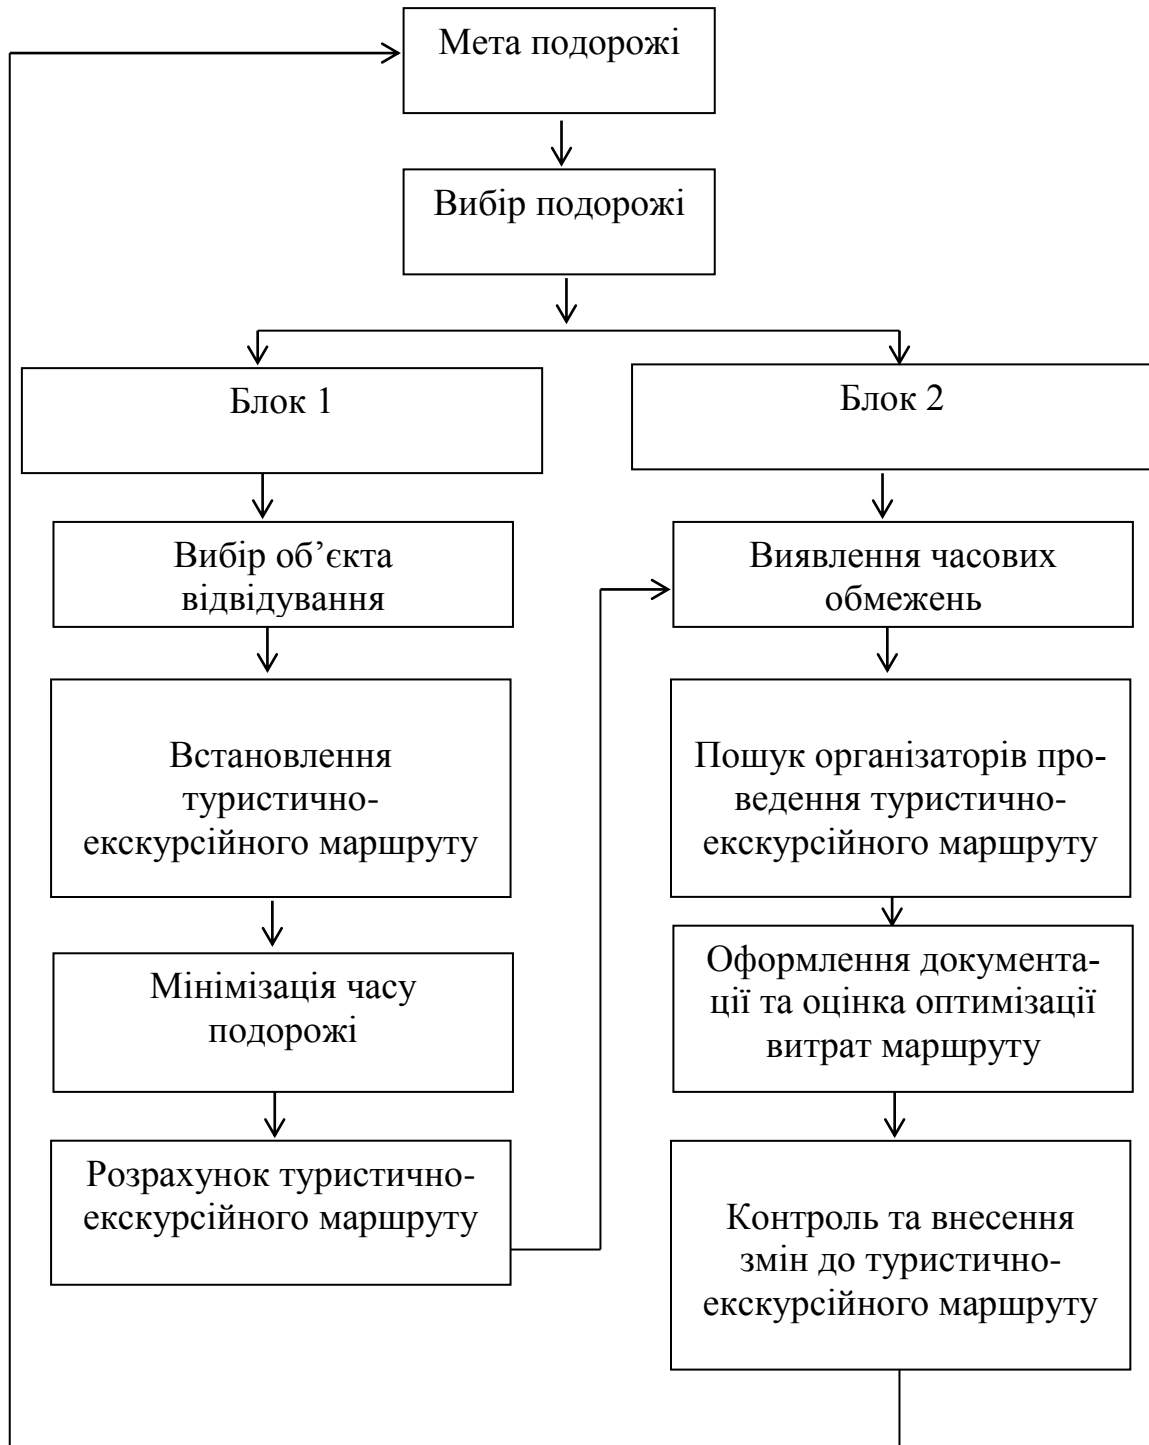 Мета подорожі
Вибір подорожі
Блок 1
Вибір об’єкта
відвідування
Встановлення
туристично-
екскурсійного маршруту
Мінімізація часу
подорожі
Розрахунок туристично-
екскурсійного маршруту
Блок 2
Виявлення часових
обмежень
Пошук організаторів про-
ведення туристично-
екскурсійного маршруту
Оформлення документа-
ції та оцінка оптимізації
витрат маршруту
Контроль та внесення
змін до туристично-
екскурсійного маршруту